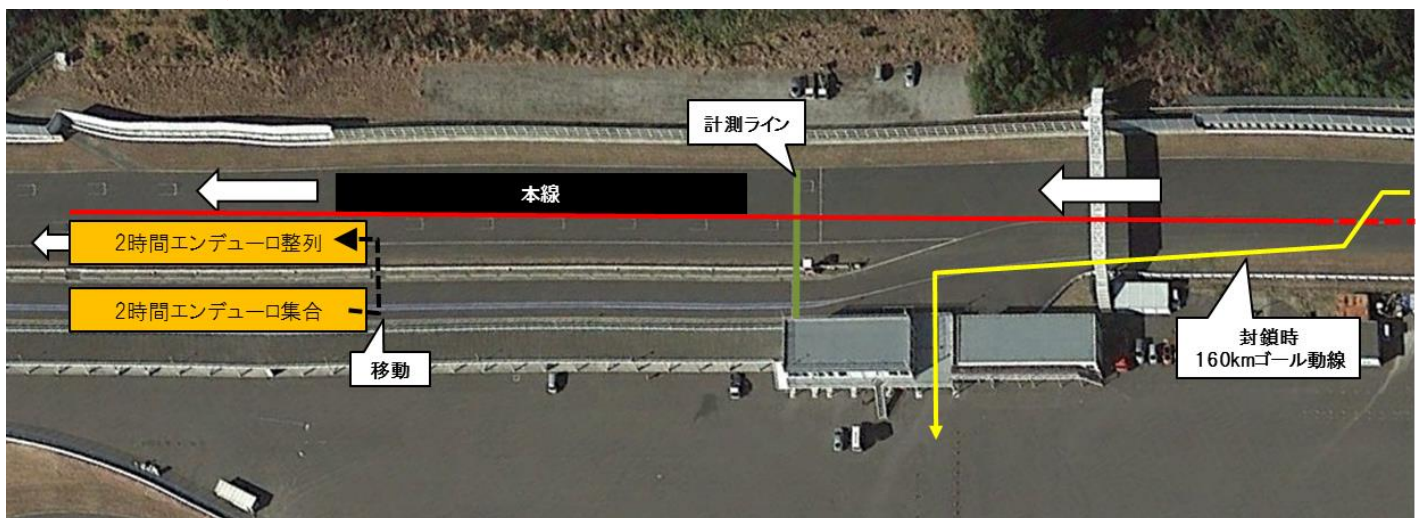 計測ライン
本線
2時間エンデューロ整列
2時間エンデューロ集合
移動
封鎖時
160kmゴール動線